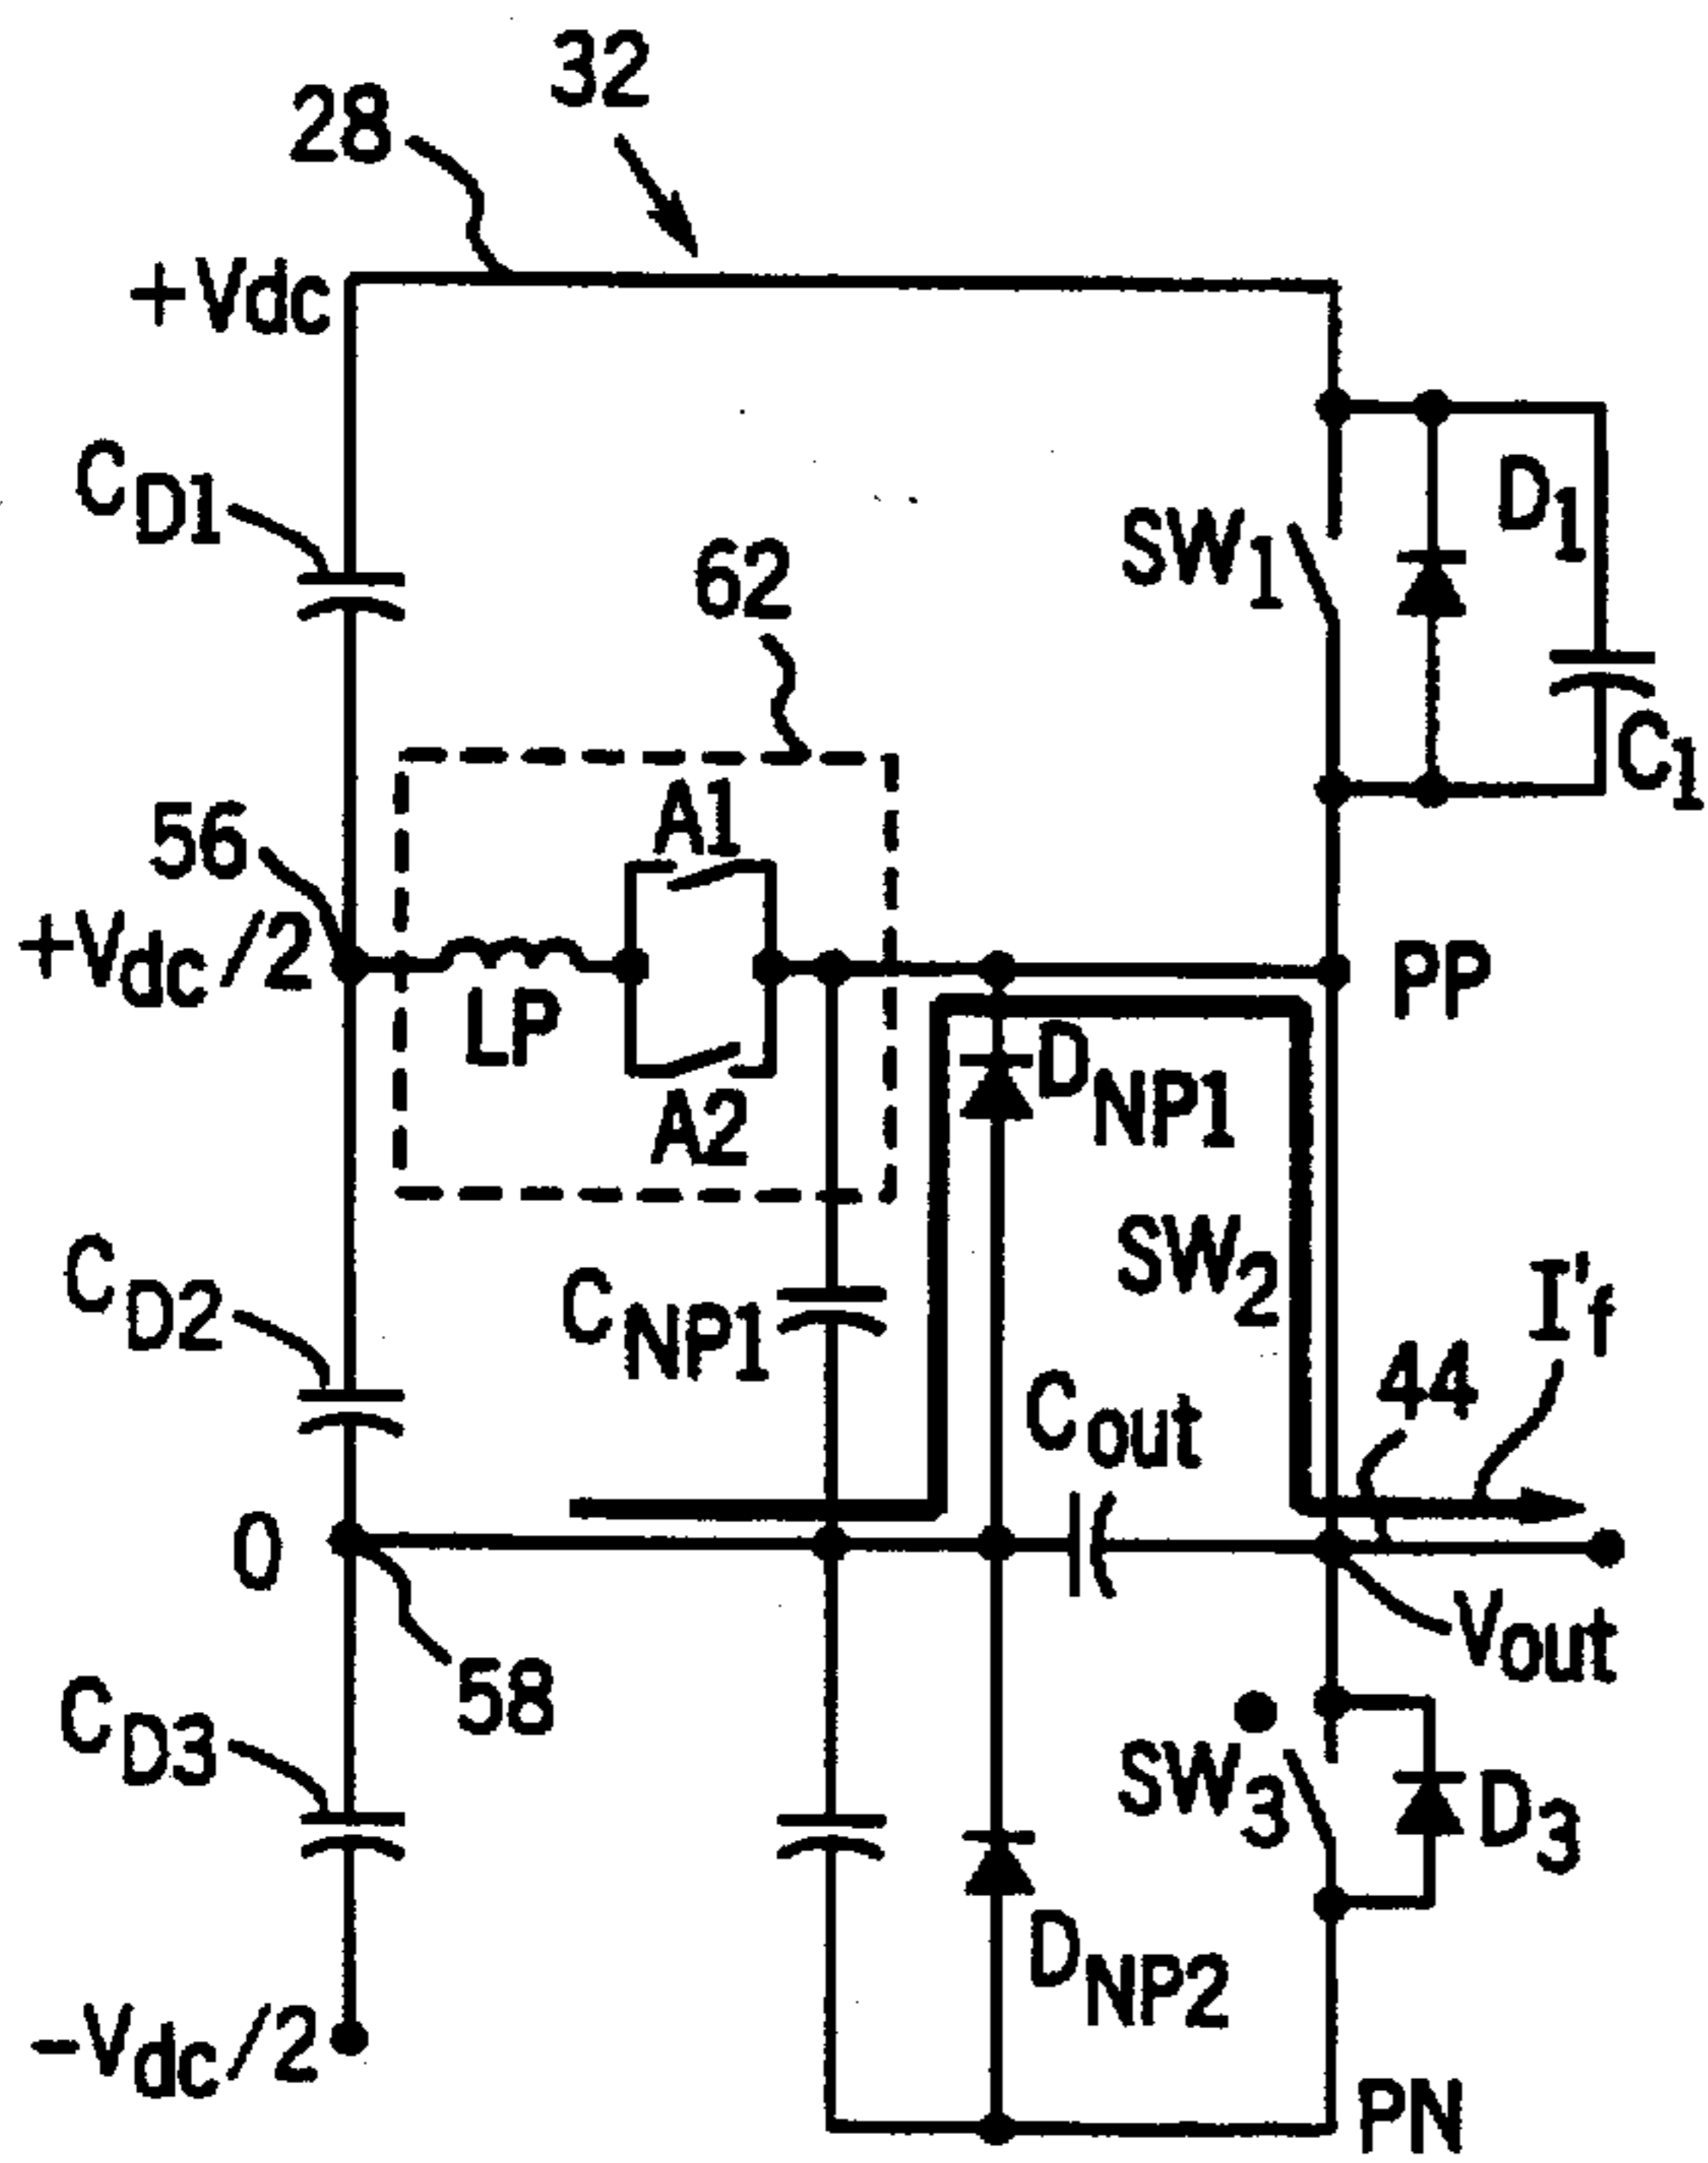 32
28
+Vdc
CD1
D1
SW1
62
C1
56
A1
+Vdc/2
PP
LP
DNP1
A2
SW2
CD2
CNP1
I'f
44
Cout
0
Vout
58
CD3
SW3
D3
DNP2
-Vdc/2
PN